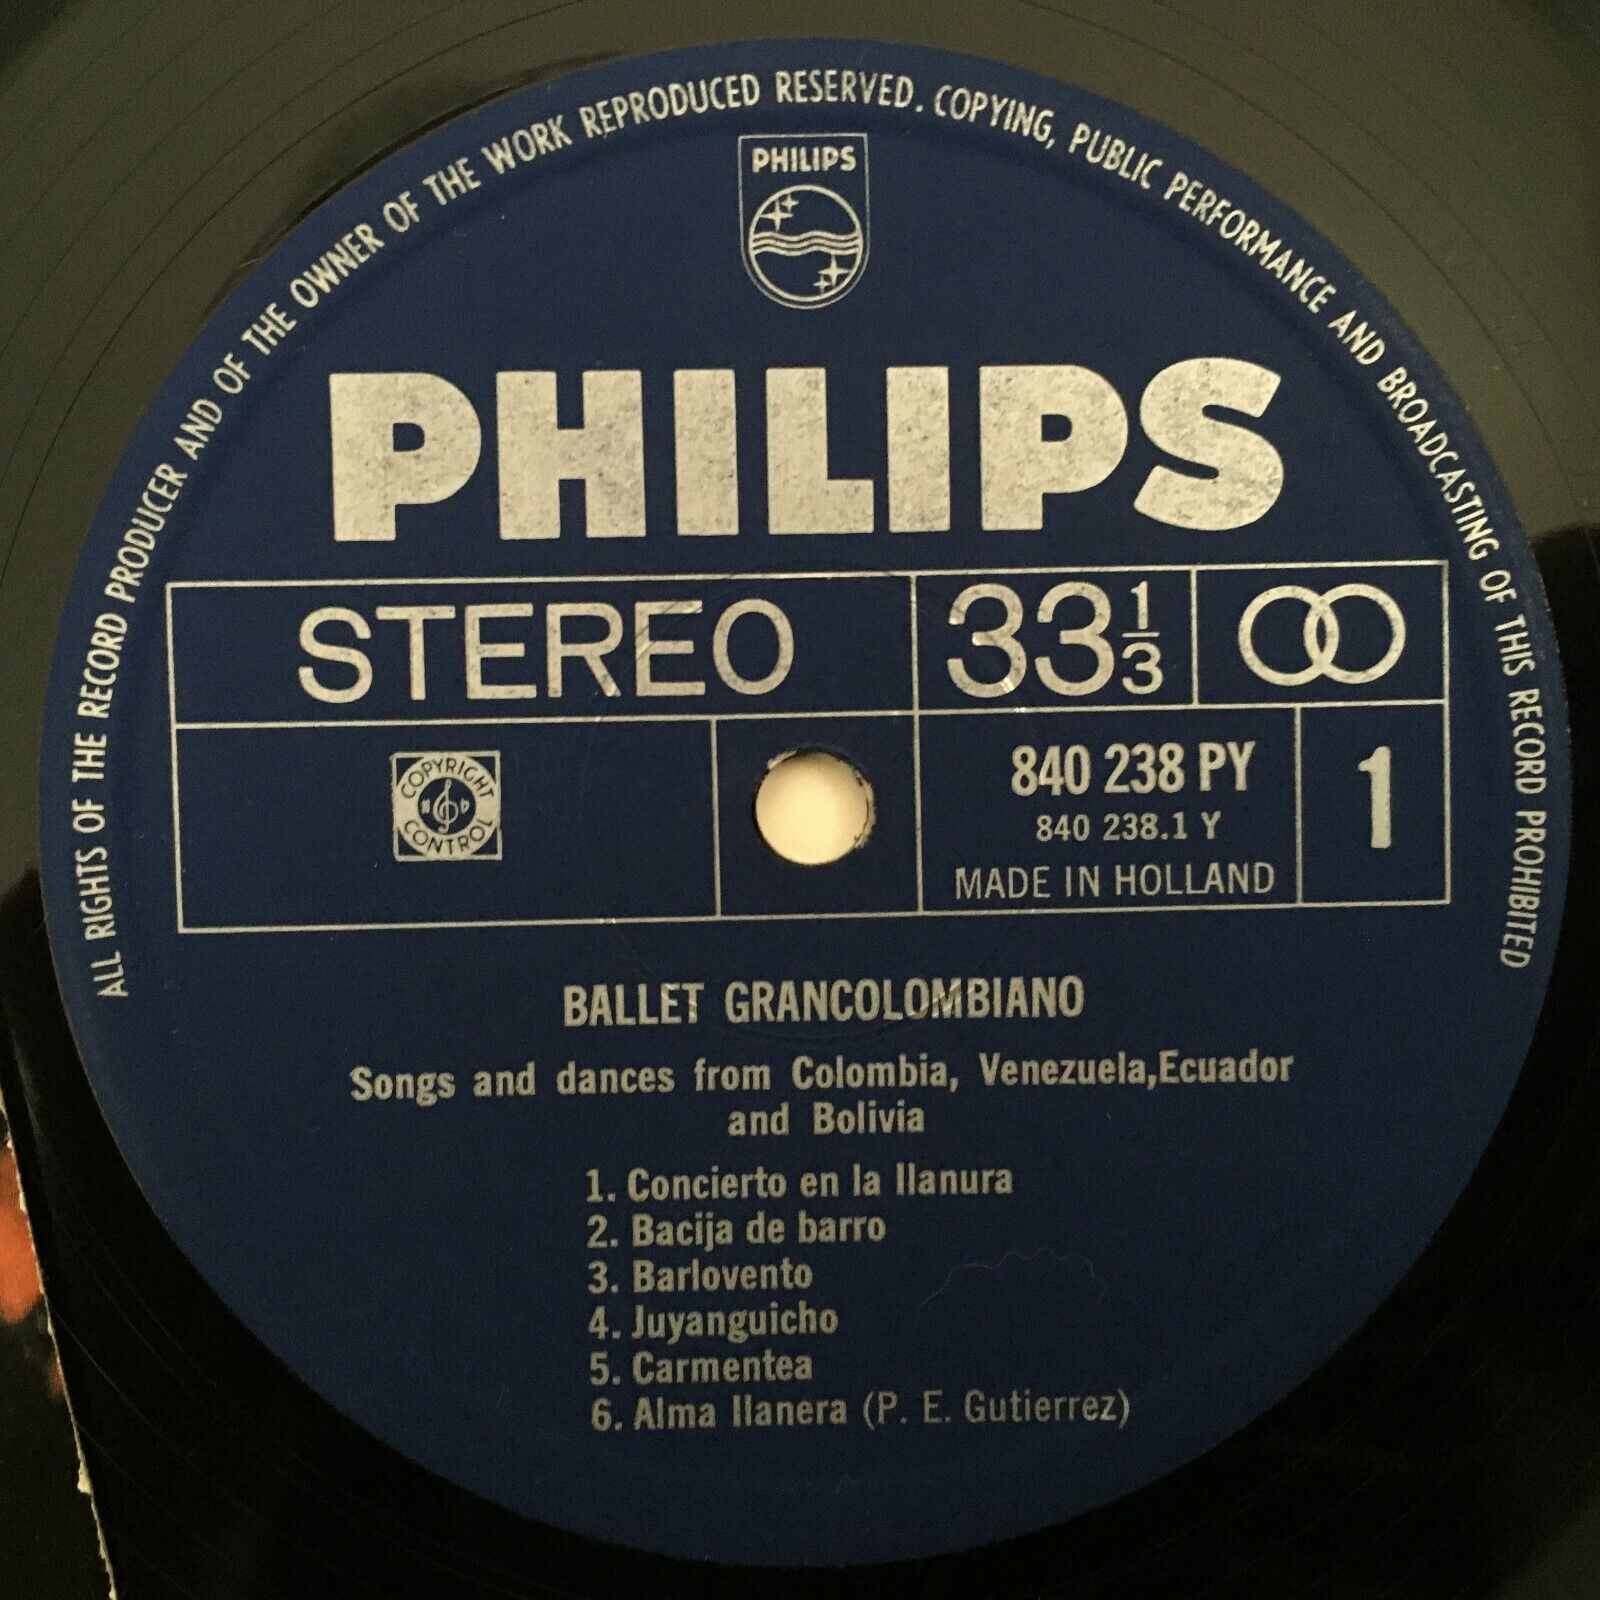 ALL RIGHTS OF THE RECORD PRODUCER AND OF THE OWNER OF THE WORK REPRODUCED RESERVED. COPYING, PUBLIC PERFORMANCE AND BROADCASTING OF THIS RECORD PROHIBITED
PHILIPS
PHILIPS
STEREO
33 1/3
COPYRIGHT
CONTROL
840 238 PY
840 238.1 Y
MADE IN HOLLAND
1
BALLET GRANCOLOMBIANO
Songs and dances from Colombia, Venezuela,Ecuador
and Bolivia
1. Concierto en la llanura
2. Bacija de barro
3. Barlovento
4. Juyanguicho
5. Carmentea
6. Alma llanera (P. E. Gutierrez)